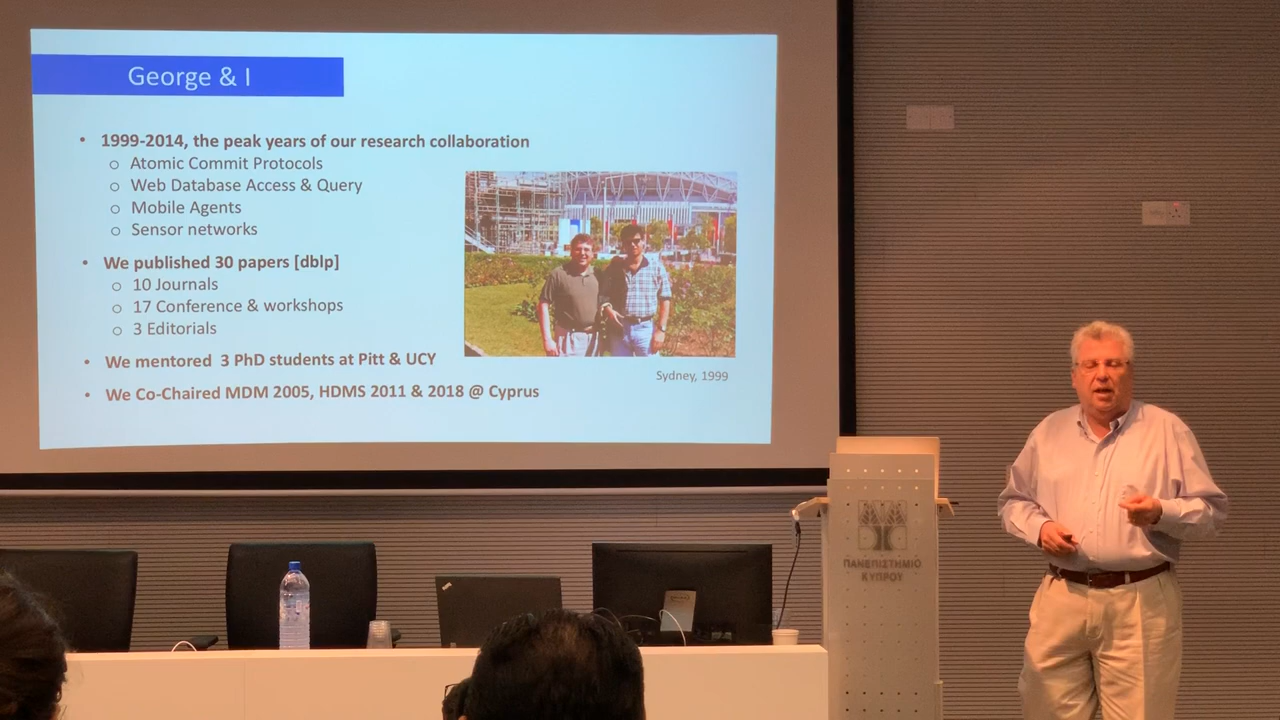 George & I
• 1999-2014, the peak years of our research collaboration
o Atomic Commit Protocols
o Web Database Access & Query
o Mobile Agents
o Sensor networks
• We published 30 papers [dblp]
o 10 Journals
o 17 Conference & workshops
o 3 Editorials
• We mentored 3 PhD students at Pitt & UCY
• We Co-Chaired MDM 2005, HDMS 2011 & 2018 @ Cyprus
Sydney, 1999
ΠΑΝΕΠΙΣΤΗΜΙΟ
ΚΥΠΡΟΥ